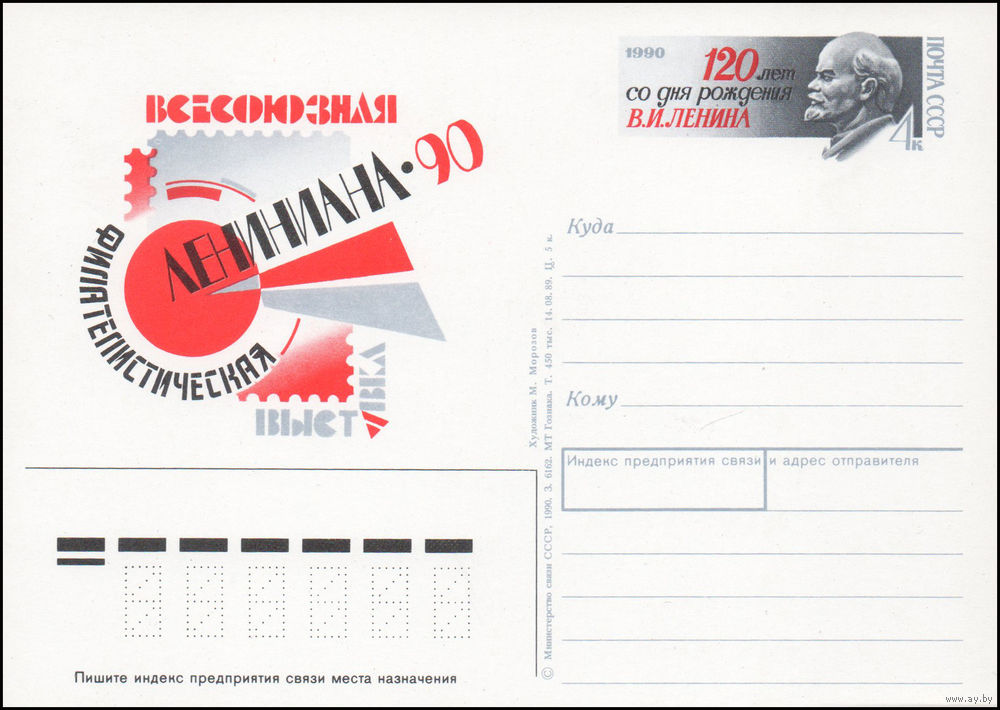 ВСЕСОЮЗНАЯ
ФИЛАТЕЛИСТИЧЕСКАЯ
ЛЕНИНИАНА·90
ВЫСТАВКА
1990
120 лет
со дня рождения
В.И.ЛЕНИНА
4к
ПОЧТА СССР
Куда
Кому
Индекс предприятия связи и адрес отправителя
Художник М. Морозов
© Министерство связи СССР, 1990. З. 6162. МТ Гознака. Т. 450 тыс. 14.08.89. Ц. 5 к.
Пишите индекс предприятия связи места назначения
www.ay.by